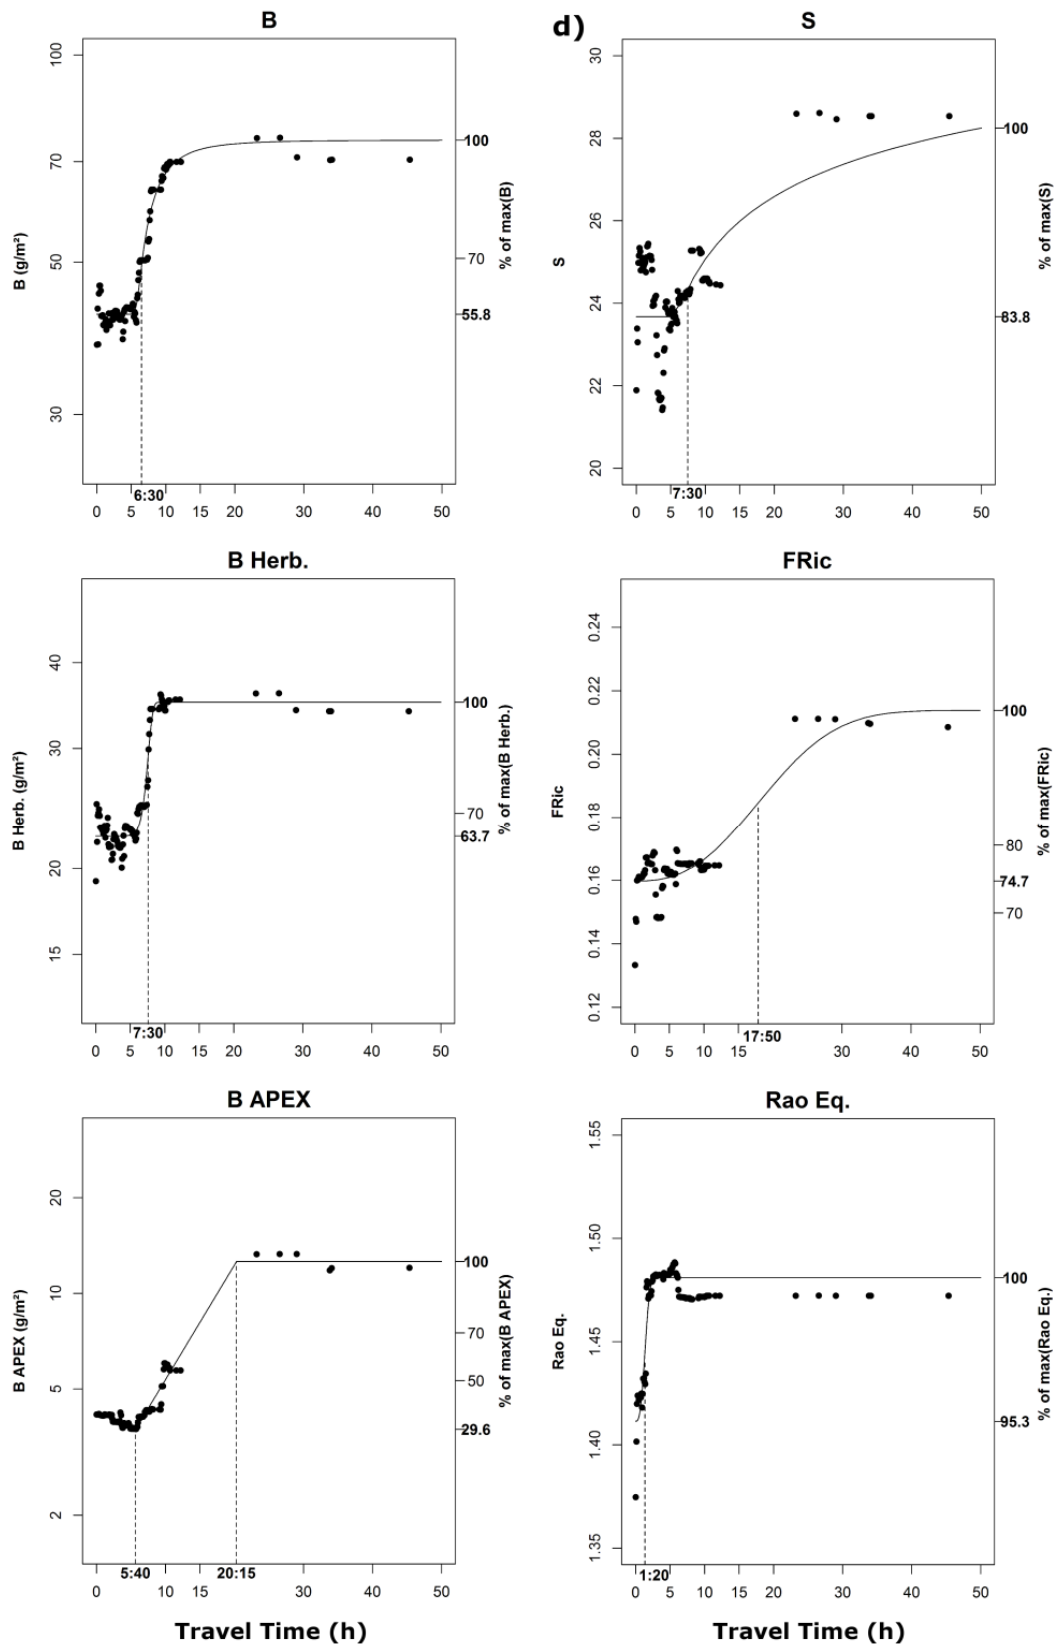 B
B (g/m²)
100
70
50
30
% of max(B)
100
70
55.8
6:30
0 5 10 15 20 30 40 50
d)
S
S
30
28
26
24
22
20
% of max(S)
100
83.8
7:30
0 5 10 15 20 30 40 50
B Herb.
B Herb. (g/m²)
40
30
20
15
% of max(B Herb.)
100
70
63.7
7:30
0 5 10 15 20 30 40 50
FRic
FRic
0.24
0.22
0.20
0.18
0.16
0.14
0.12
% of max(FRic)
100
80
74.7
70
17:50
0 5 10 15 30 40 50
B APEX
B APEX (g/m²)
20
10
5
2
% of max(B APEX)
100
70
50
29.6
5:40 20:15
0 15 30 40 50
Travel Time (h)
Rao Eq.
Rao Eq.
1.55
1.50
1.45
1.40
1.35
% of max(Rao Eq.)
100
95.3
1:20
0 5 10 15 20 30 40 50
Travel Time (h)